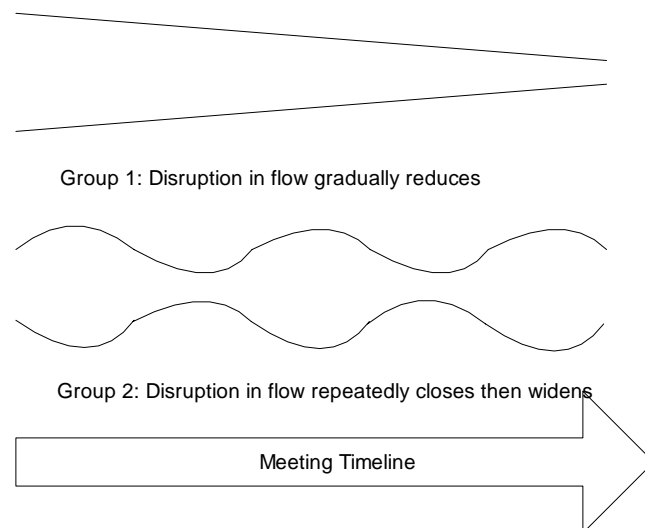 Group 1: Disruption in flow gradually reduces
Group 2: Disruption in flow repeatedly closes then widens
Meeting Timeline